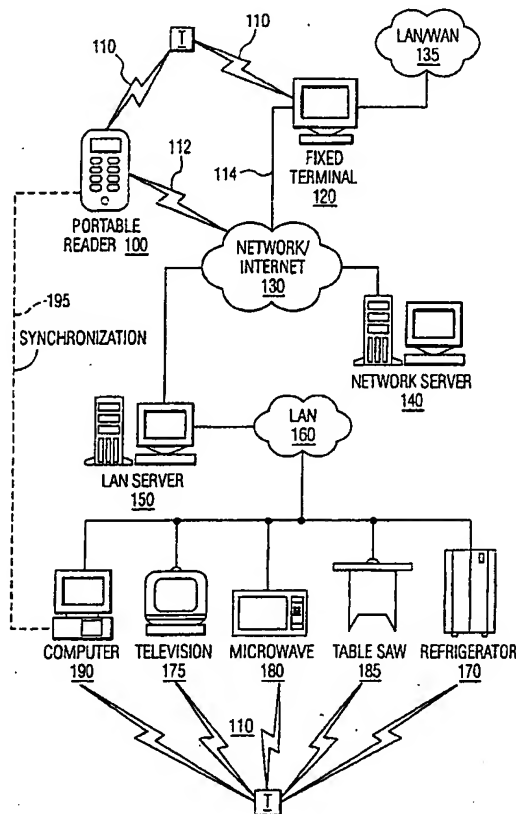 110
T
110
LAN/WAN
135
112
114
FIXED
TERMINAL
120
PORTABLE
READER 100
NETWORK/
INTERNET
130
195
SYNCHRONIZATION
NETWORK SERVER
140
LAN
160
LAN SERVER
150
COMPUTER
190
TELEVISION
175
MICROWAVE
180
TABLE SAW
185
REFRIGERATOR
170
110
T